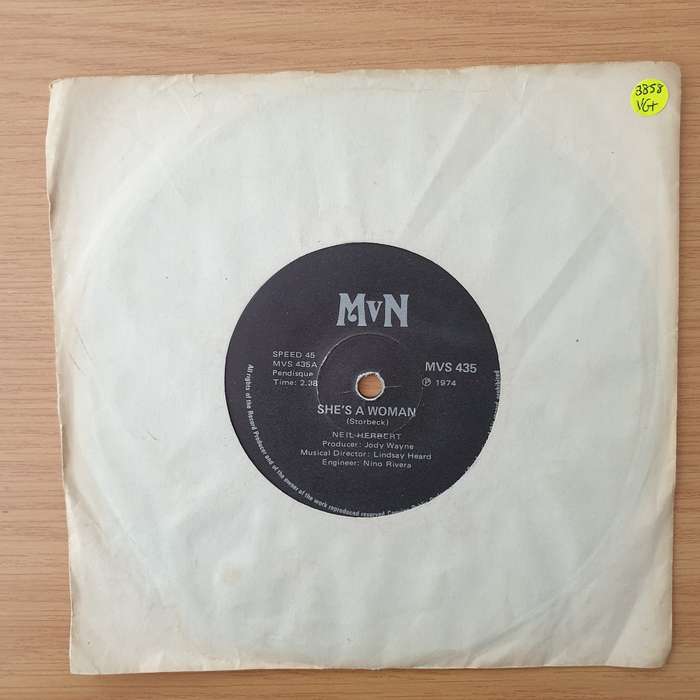 3858
VG+
MvN
SPEED 45
MVS 435A
Pendisque
Time: 2.38
MVS 435
℗ 1974
SHE'S A WOMAN
(Storbeck)
NEIL HERBERT
Producer: Jody Wayne
Musical Director: Lindsay Heard
Engineer: Nino Rivera
All rights of the Record Producer and of the owner of the work reproduced reserved.